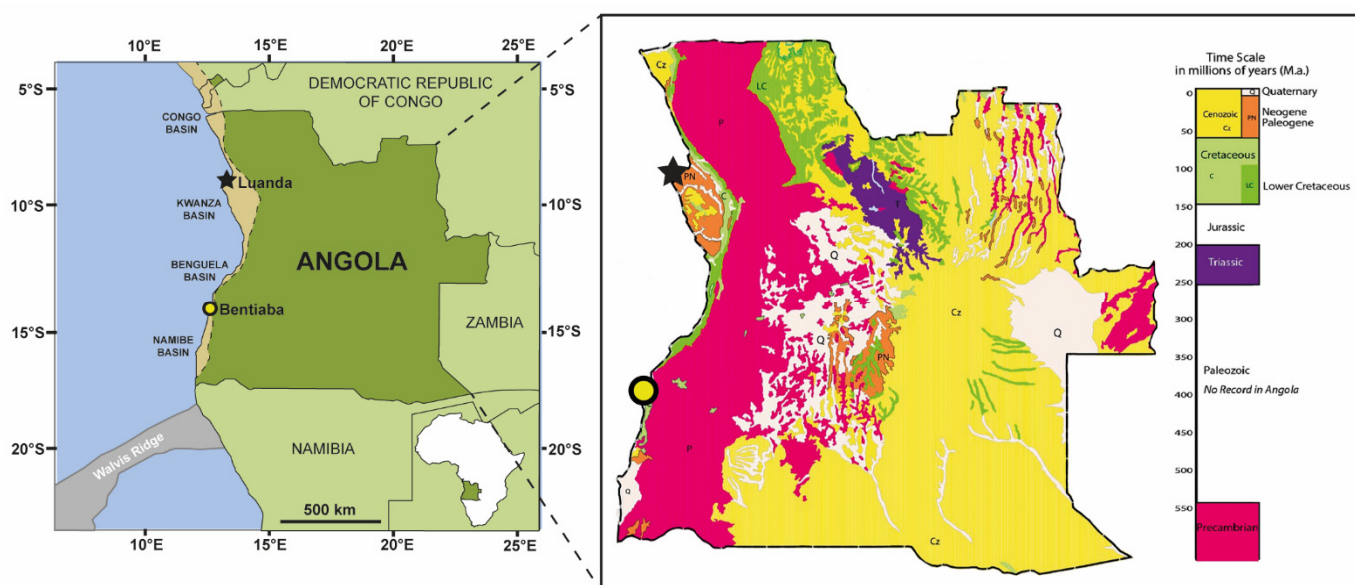 10°E 15°E 20°E 25°E
5°S
10°S
15°S
20°S
DEMOCRATIC REPUBLIC
OF CONGO
CONGO
BASIN
Luanda
KWANZA
BASIN
ANGOLA
BENGUELA
BASIN
Bentiaba
ZAMBIA
NAMIBE
BASIN
NAMIBIA
Walvis Ridge
500 km
5°S
10°S
15°S
20°S
10°E 15°E 20°E 25°E
Cz
P
LC
PN
C
T
Q
Cz
Q
Q
PN
P
Q
Cz
Time Scale
in millions of years (M.a.)
0
50
100
150
200
250
300
350
400
450
500
550
Q Quaternary
Cenozoic
Cz
PN
Neogene
Paleogene
Cretaceous
C
LC
Lower Cretaceous
Jurassic
Triassic
Paleozoic
No Record in Angola
Precambrian